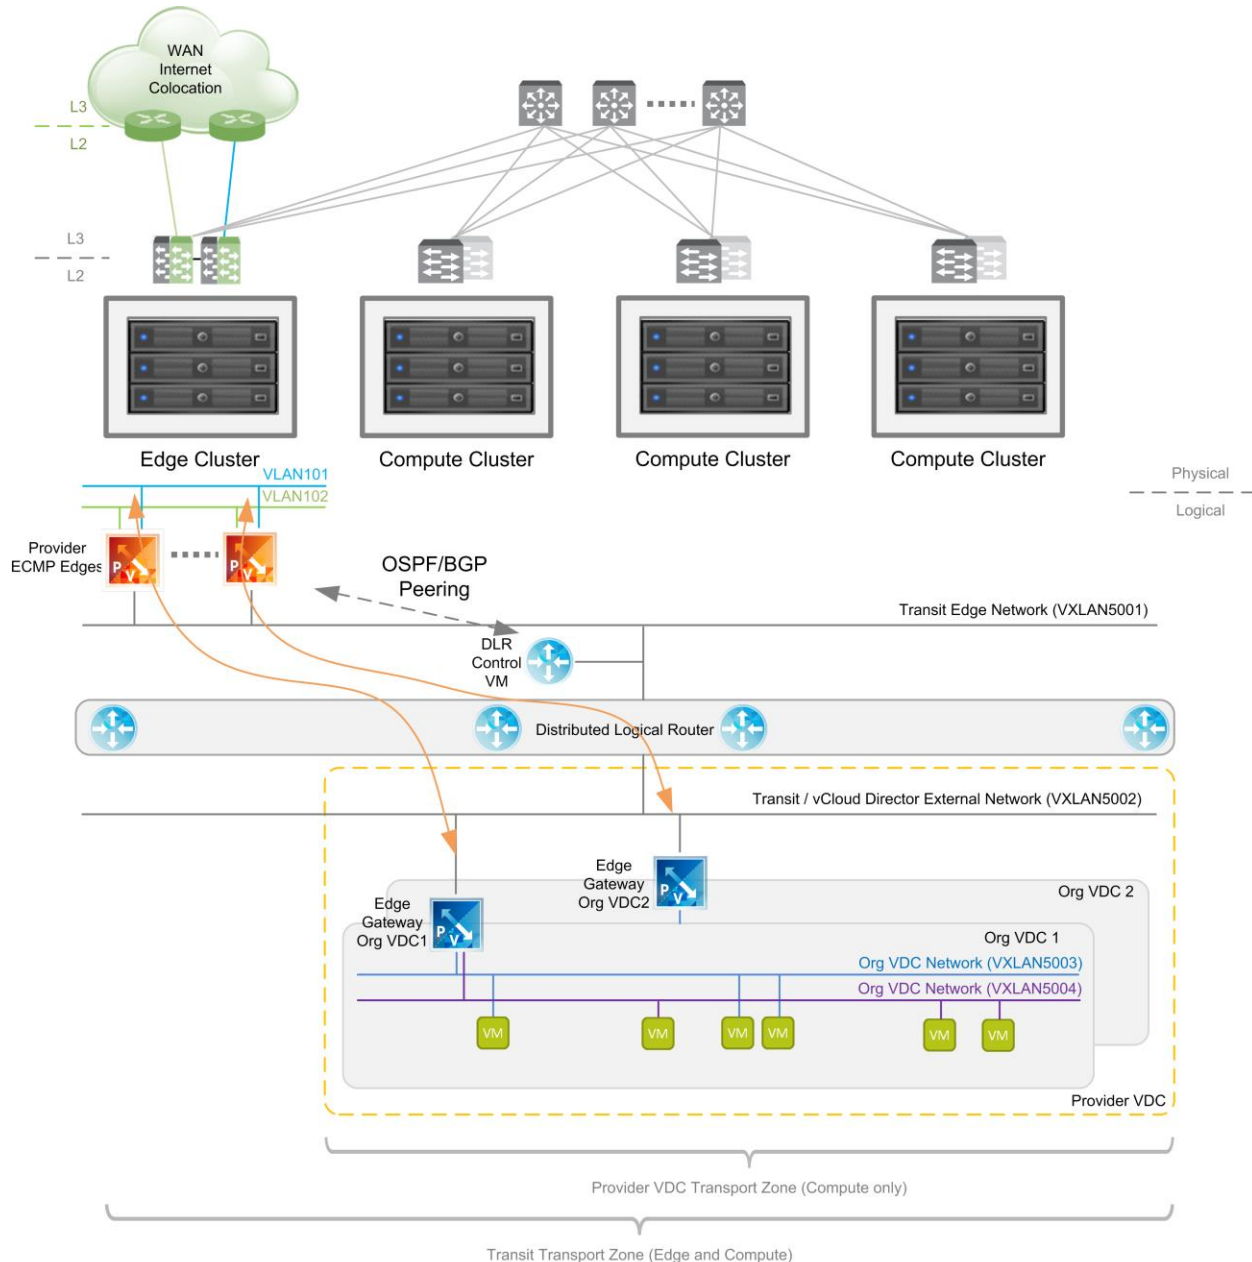 WAN
Internet
Colocation
L3
L2
L3
L2
Edge Cluster
Compute Cluster
Compute Cluster
Compute Cluster
VLAN101
VLAN102
Physical
Logical
Provider
ECMP Edges
P
V
P
V
OSPF/BGP
Peering
Transit Edge Network (VXLAN5001)
DLR
Control
VM
Distributed Logical Router
Transit / vCloud Director External Network (VXLAN5002)
Edge
Gateway
Org VDC2
P
V
Org VDC 2
Edge
Gateway
Org VDC1
P
V
Org VDC 1
Org VDC Network (VXLAN5003)
Org VDC Network (VXLAN5004)
VM
VM
VM
VM
VM
VM
Provider VDC
Provider VDC Transport Zone (Compute only)
Transit Transport Zone (Edge and Compute)